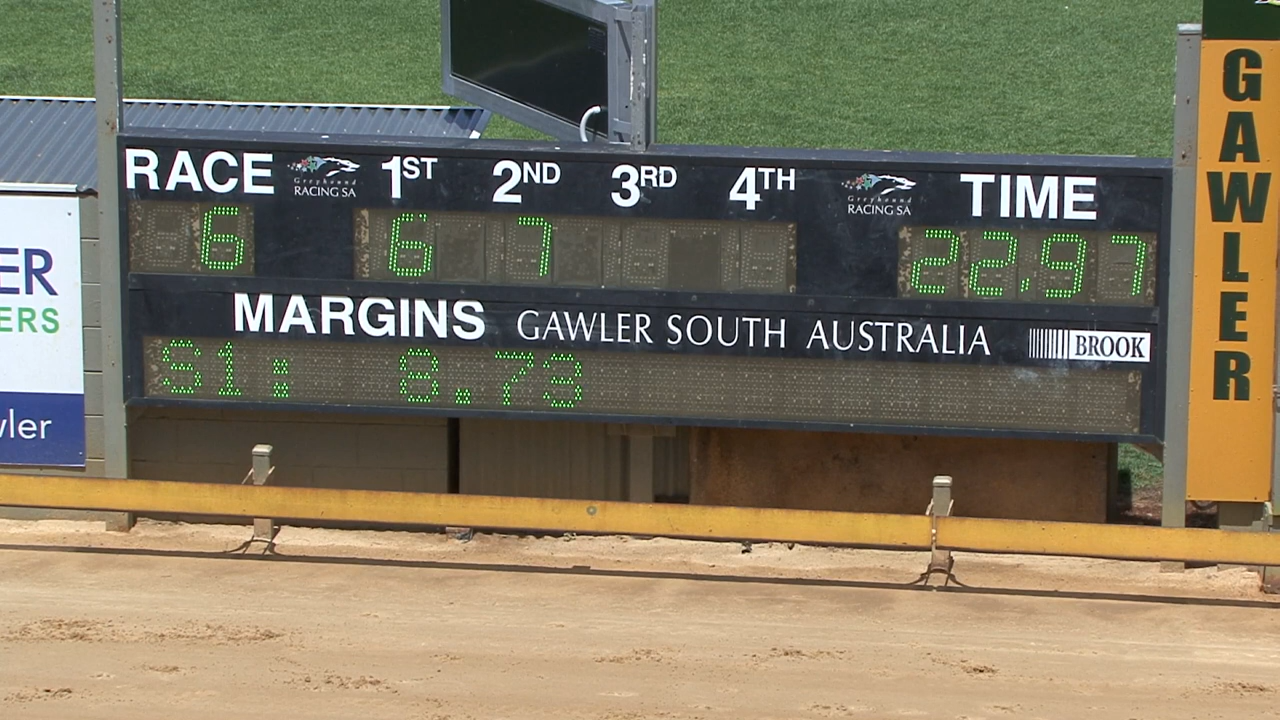 RACE 1ST 2ND 3RD 4TH TIME
Greyhound RACING SA
Greyhound RACING SA
6 6 7 22.97
MARGINS GAWLER SOUTH AUSTRALIA BROOK
S1: 8.73
GAWLER
ER
ERS
wler